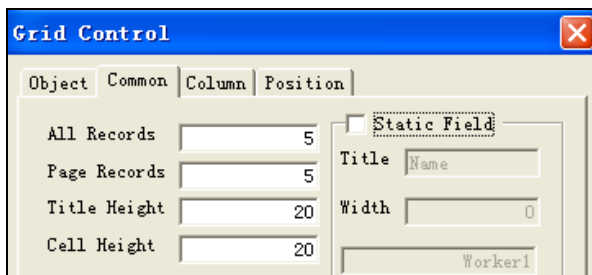 Grid Control
Object Common Column Position
All Records 5
Static Field
Page Records 5
Title Name
Title Height 20
Width 0
Cell Height 20
Worker1